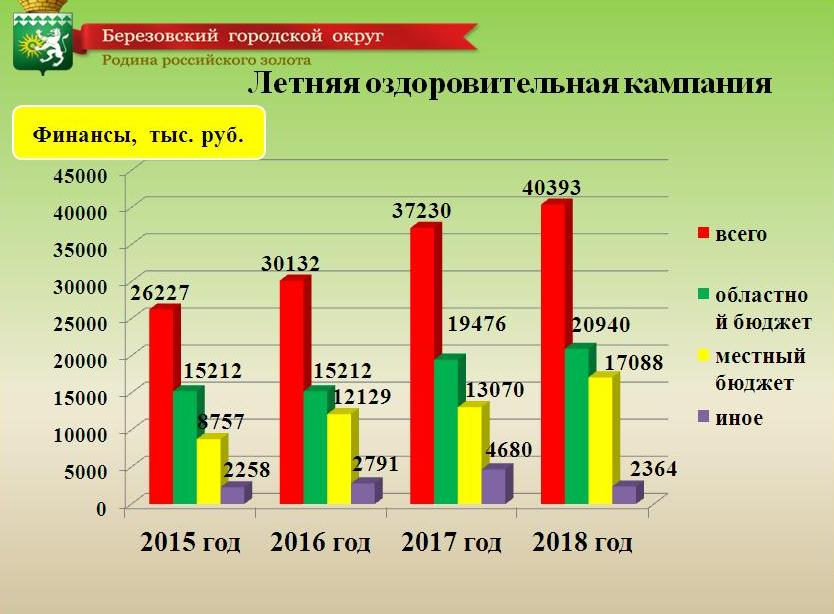 Березовский городской округ
Родина российского золота
Летняя оздоровительная кампания
Финансы, тыс. руб.
45000
40000
35000
30000
25000
20000
15000
10000
5000
0
26227
15212
8757
2258
30132
15212
12129
2791
37230
19476
13070
4680
40393
20940
17088
2364
2015 год
2016 год
2017 год
2018 год
всего
областно
й бюджет
местный
бюджет
иное